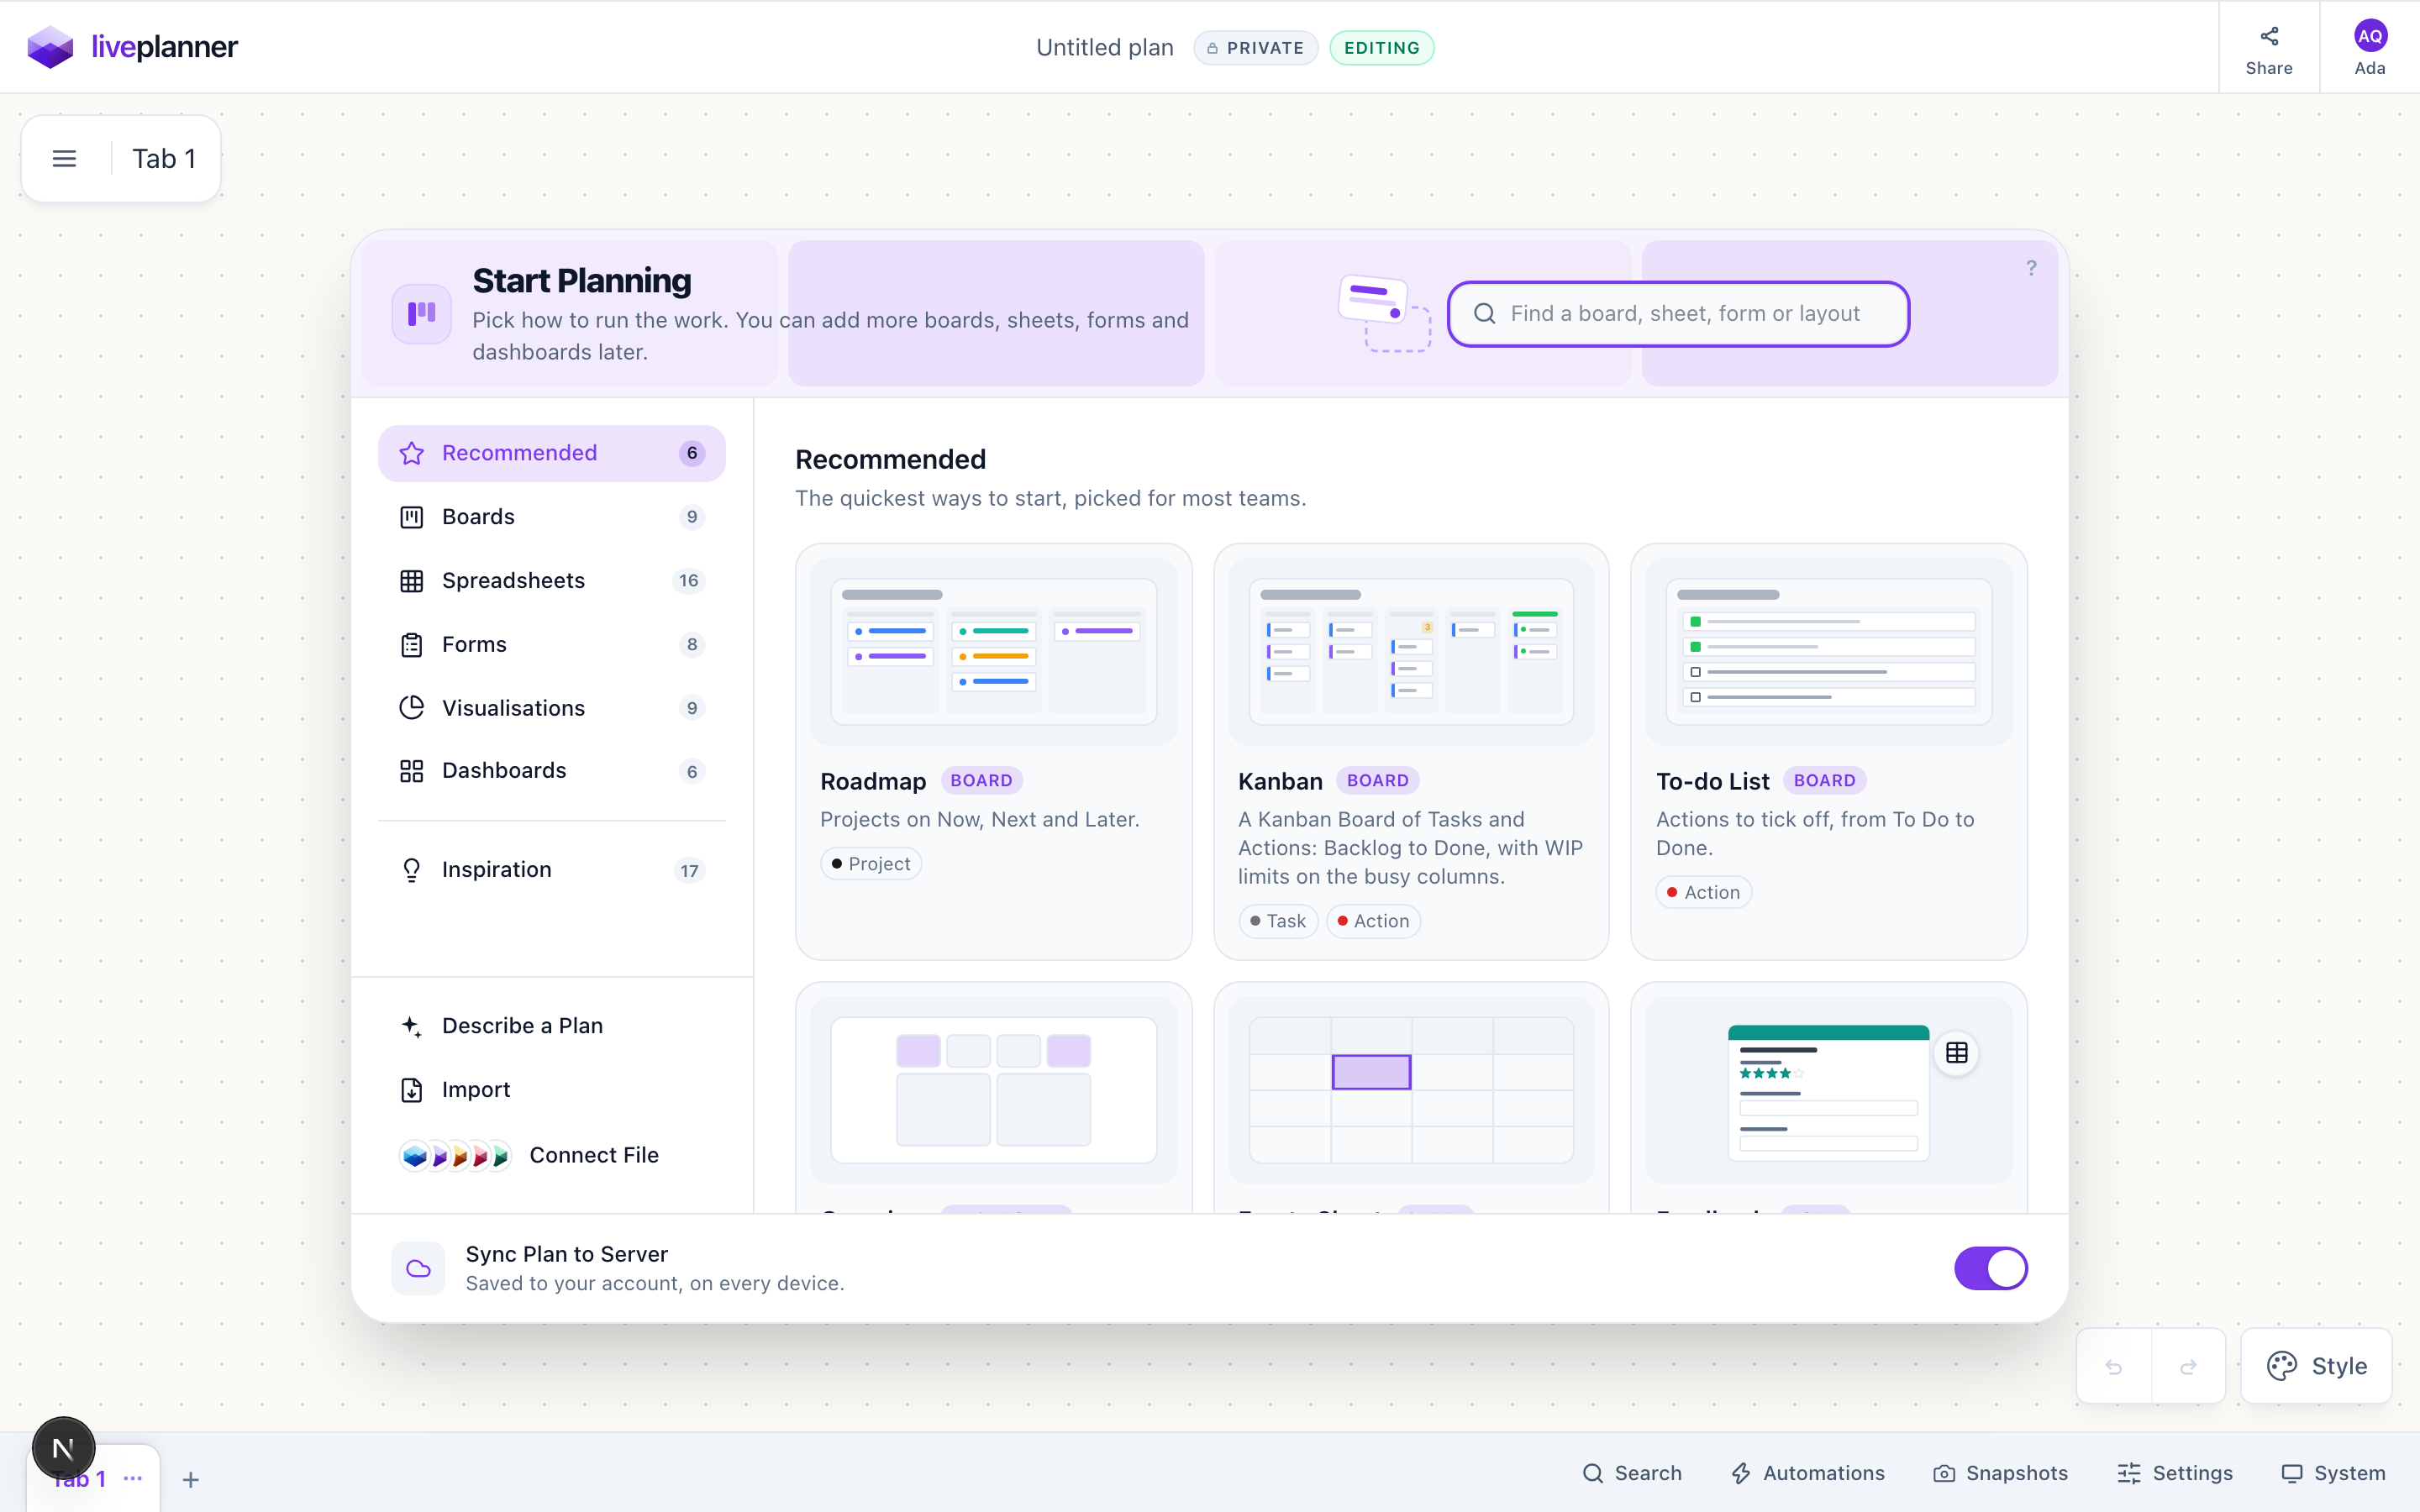 liveplanner
Untitled plan
PRIVATE
EDITING
Share
AQ
Ada
Tab 1
Start Planning
Pick how to run the work. You can add more boards, sheets, forms and
dashboards later.
Find a board, sheet, form or layout
?
Recommended 6
Boards 9
Spreadsheets 16
Forms 8
Visualisations 9
Dashboards 6
Inspiration 17
Describe a Plan
Import
Connect File
Recommended
The quickest ways to start, picked for most teams.
Roadmap BOARD
Projects on Now, Next and Later.
Project
3
Kanban BOARD
A Kanban Board of Tasks and
Actions: Backlog to Done, with WIP
limits on the busy columns.
Task Action
To-do List BOARD
Actions to tick off, from To Do to
Done.
Action
Sync Plan to Server
Saved to your account, on every device.
Style
N
Tab 1
Search
Automations
Snapshots
Settings
System